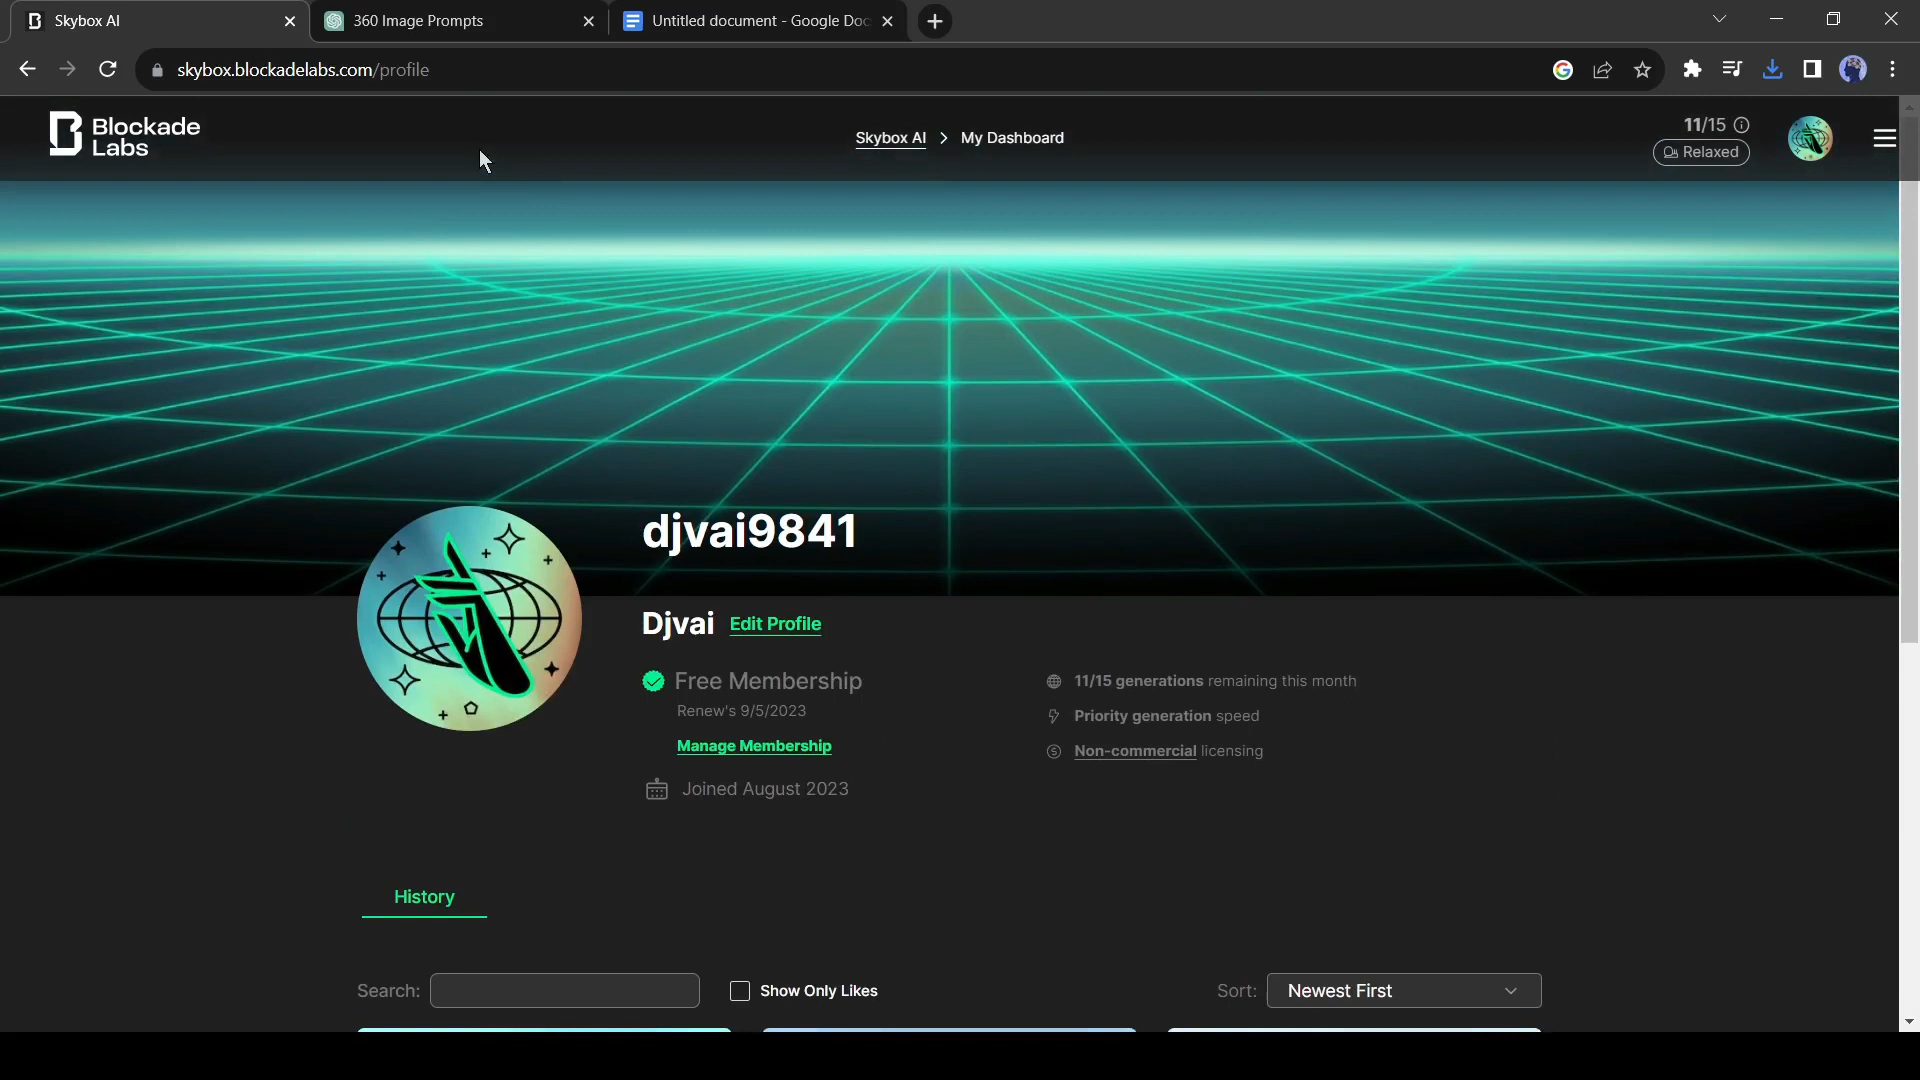 Skybox AI
360 Image Prompts
Untitled document - Google Doc
skybox.blockadelabs.com/profile
Blockade
Labs
Skybox AI > My Dashboard
11/15
Relaxed
djvai9841
Djvai Edit Profile
Free Membership
Renew's 9/5/2023
Manage Membership
Joined August 2023
11/15 generations remaining this month
Priority generation speed
Non-commercial licensing
History
Search:
Show Only Likes
Sort: Newest First